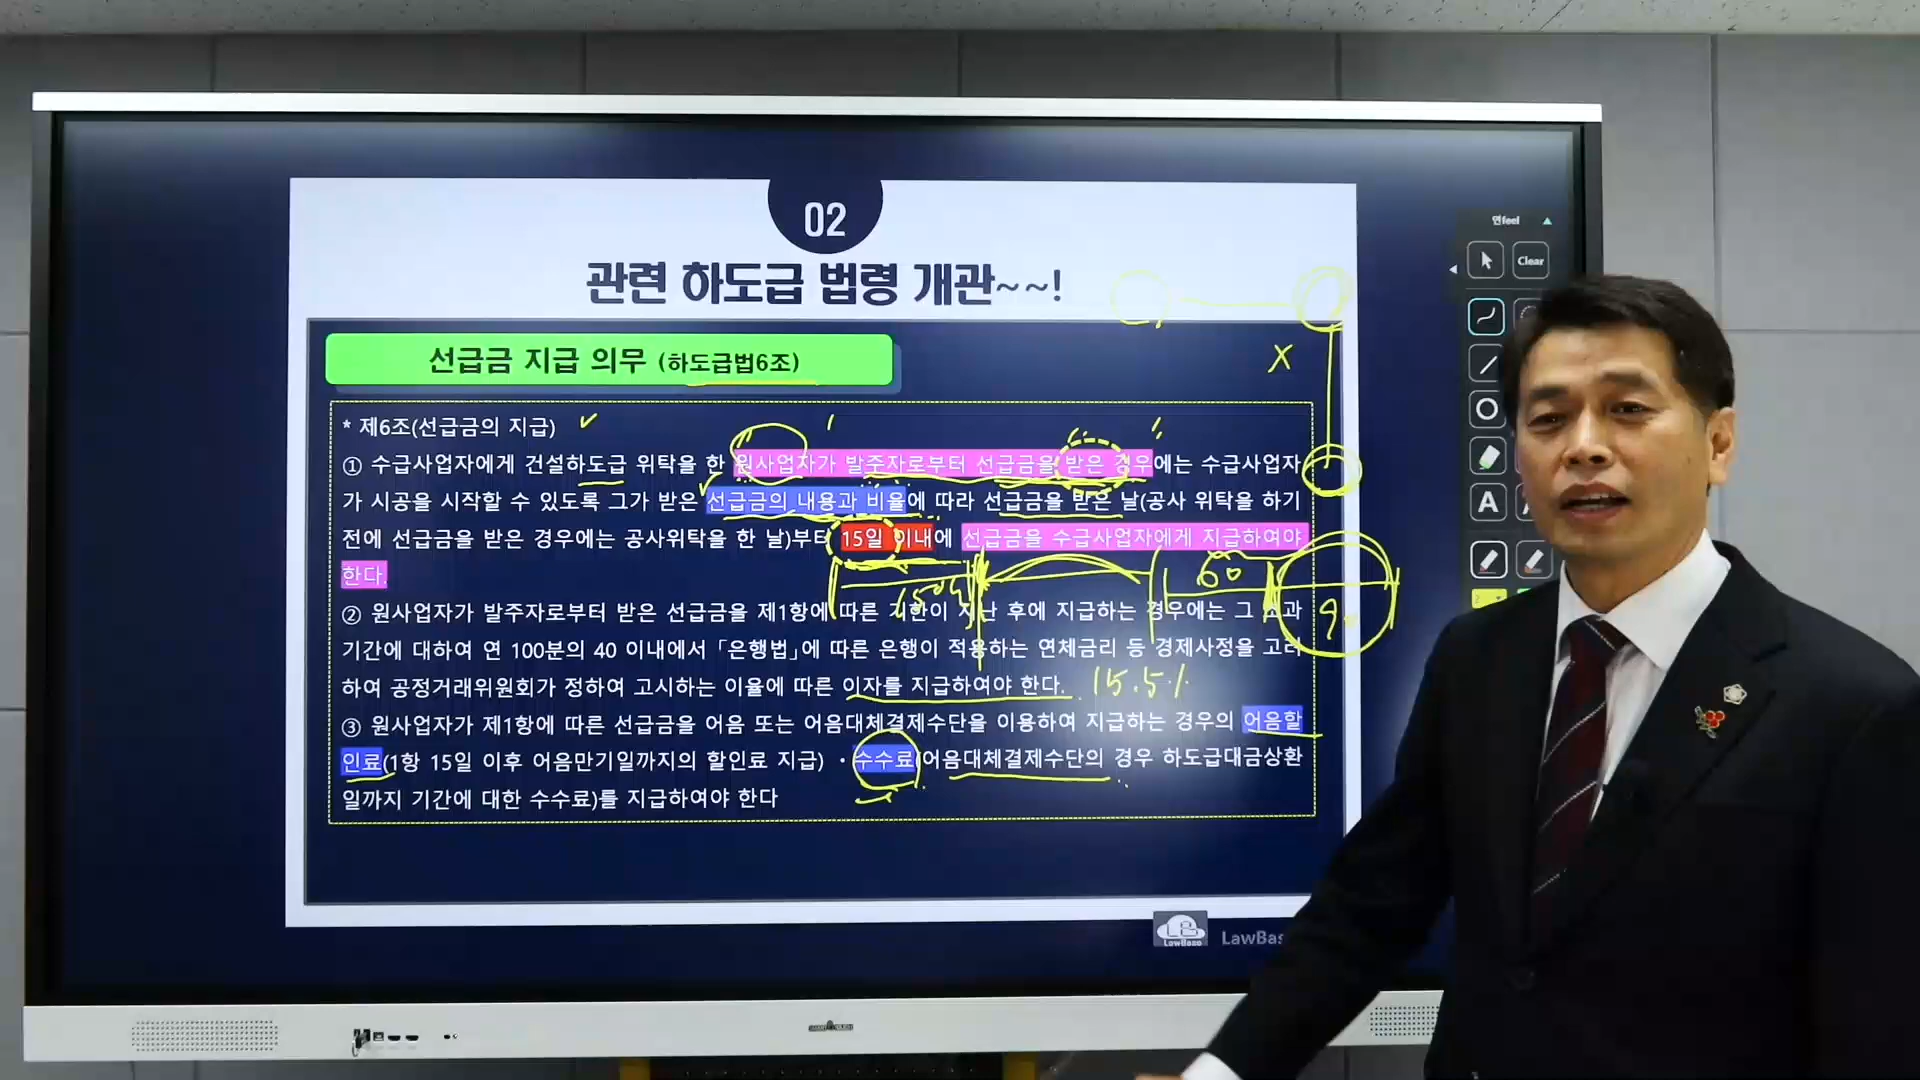 02
관련 하도급 법령 개관~~!
선급금 지급 의무 (하도급법6조)
* 제6조(선급금의 지급)
① 수급사업자에게 건설하도급 위탁을 한 원사업자가 발주자로부터 선급금을 받은 경우에는 수급사업자
가 시공을 시작할 수 있도록 그가 받은 선급금의 내용과 비율에 따라 선급금을 받은 날(공사 위탁을 하기
전에 선급금을 받은 경우에는 공사위탁을 한 날)부터 15일 이내에 선급금을 수급사업자에게 지급하여야
한다.
60
② 원사업자가 발주자로부터 받은 선급금을 제1항에 따른 기한이 지난 후에 지급하는 경우에는 그 초과
기간에 대하여 연 100분의 40 이내에서 「은행법」에 따른 은행이 적용하는 연체금리 등 경제사정을 고려
하여 공정거래위원회가 정하여 고시하는 이율에 따른 이자를 지급하여야 한다. 15.5%
③ 원사업자가 제1항에 따른 선급금을 어음 또는 어음대체결제수단을 이용하여 지급하는 경우의 어음할
인료(1항 15일 이후 어음만기일까지의 할인료 지급)·수수료(어음대체결제수단의 경우 하도급대금상환
일까지 기간에 대한 수수료)를 지급하여야 한다
X
Clear
A
LawBase